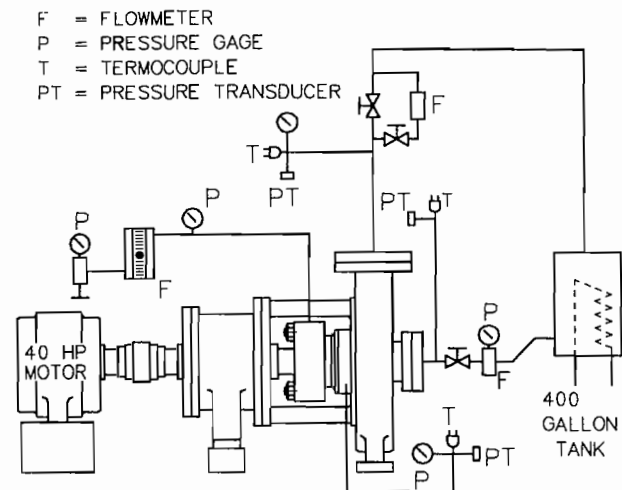 F = FLOWMETER
P = PRESSURE GAGE
T = TERMOCOUPLE
PT = PRESSURE TRANSDUCER
F
T
PT
P
P
F
PT
T
P
F
40 HP
MOTOR
400
GALLON
TANK
T
PT
P